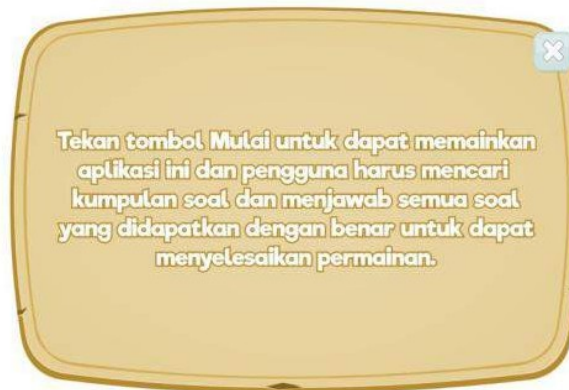 Tekan tombol Mulai untuk dapat memainkan
aplikasi ini dan pengguna harus mencari
kumpulan soal dan menjawab semua soal
yang didapatkan dengan benar untuk dapat
menyelesaikan permainan.